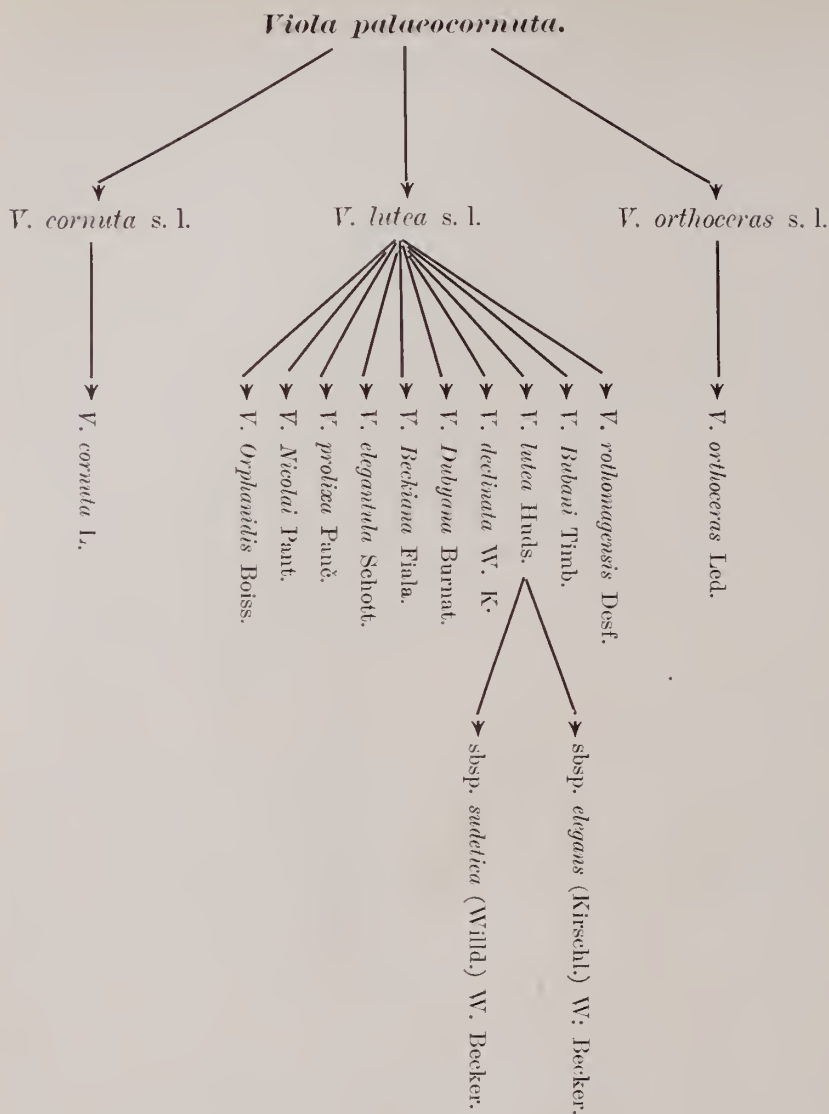 Viola palaeocornuta.
V. cornuta s. l.
V. lutea s. l.
V. orthoceras s. l.
V. cornuta L.
V. Orphanidis Boiss.
V. Nicolai Pant.
V. prolixa Panč.
V. elegantula Schott.
V. Beckiana Fiala.
V. Dubyana Burnat.
V. declinata W. K.
V. lutea Huds.
V. Bubani Timb.
V. rothomagensis Desf.
V. orthoceras Led.
sbsp. sudetica (Willd.) W. Becker.
sbsp. elegans (Kirschl.) W: Becker.